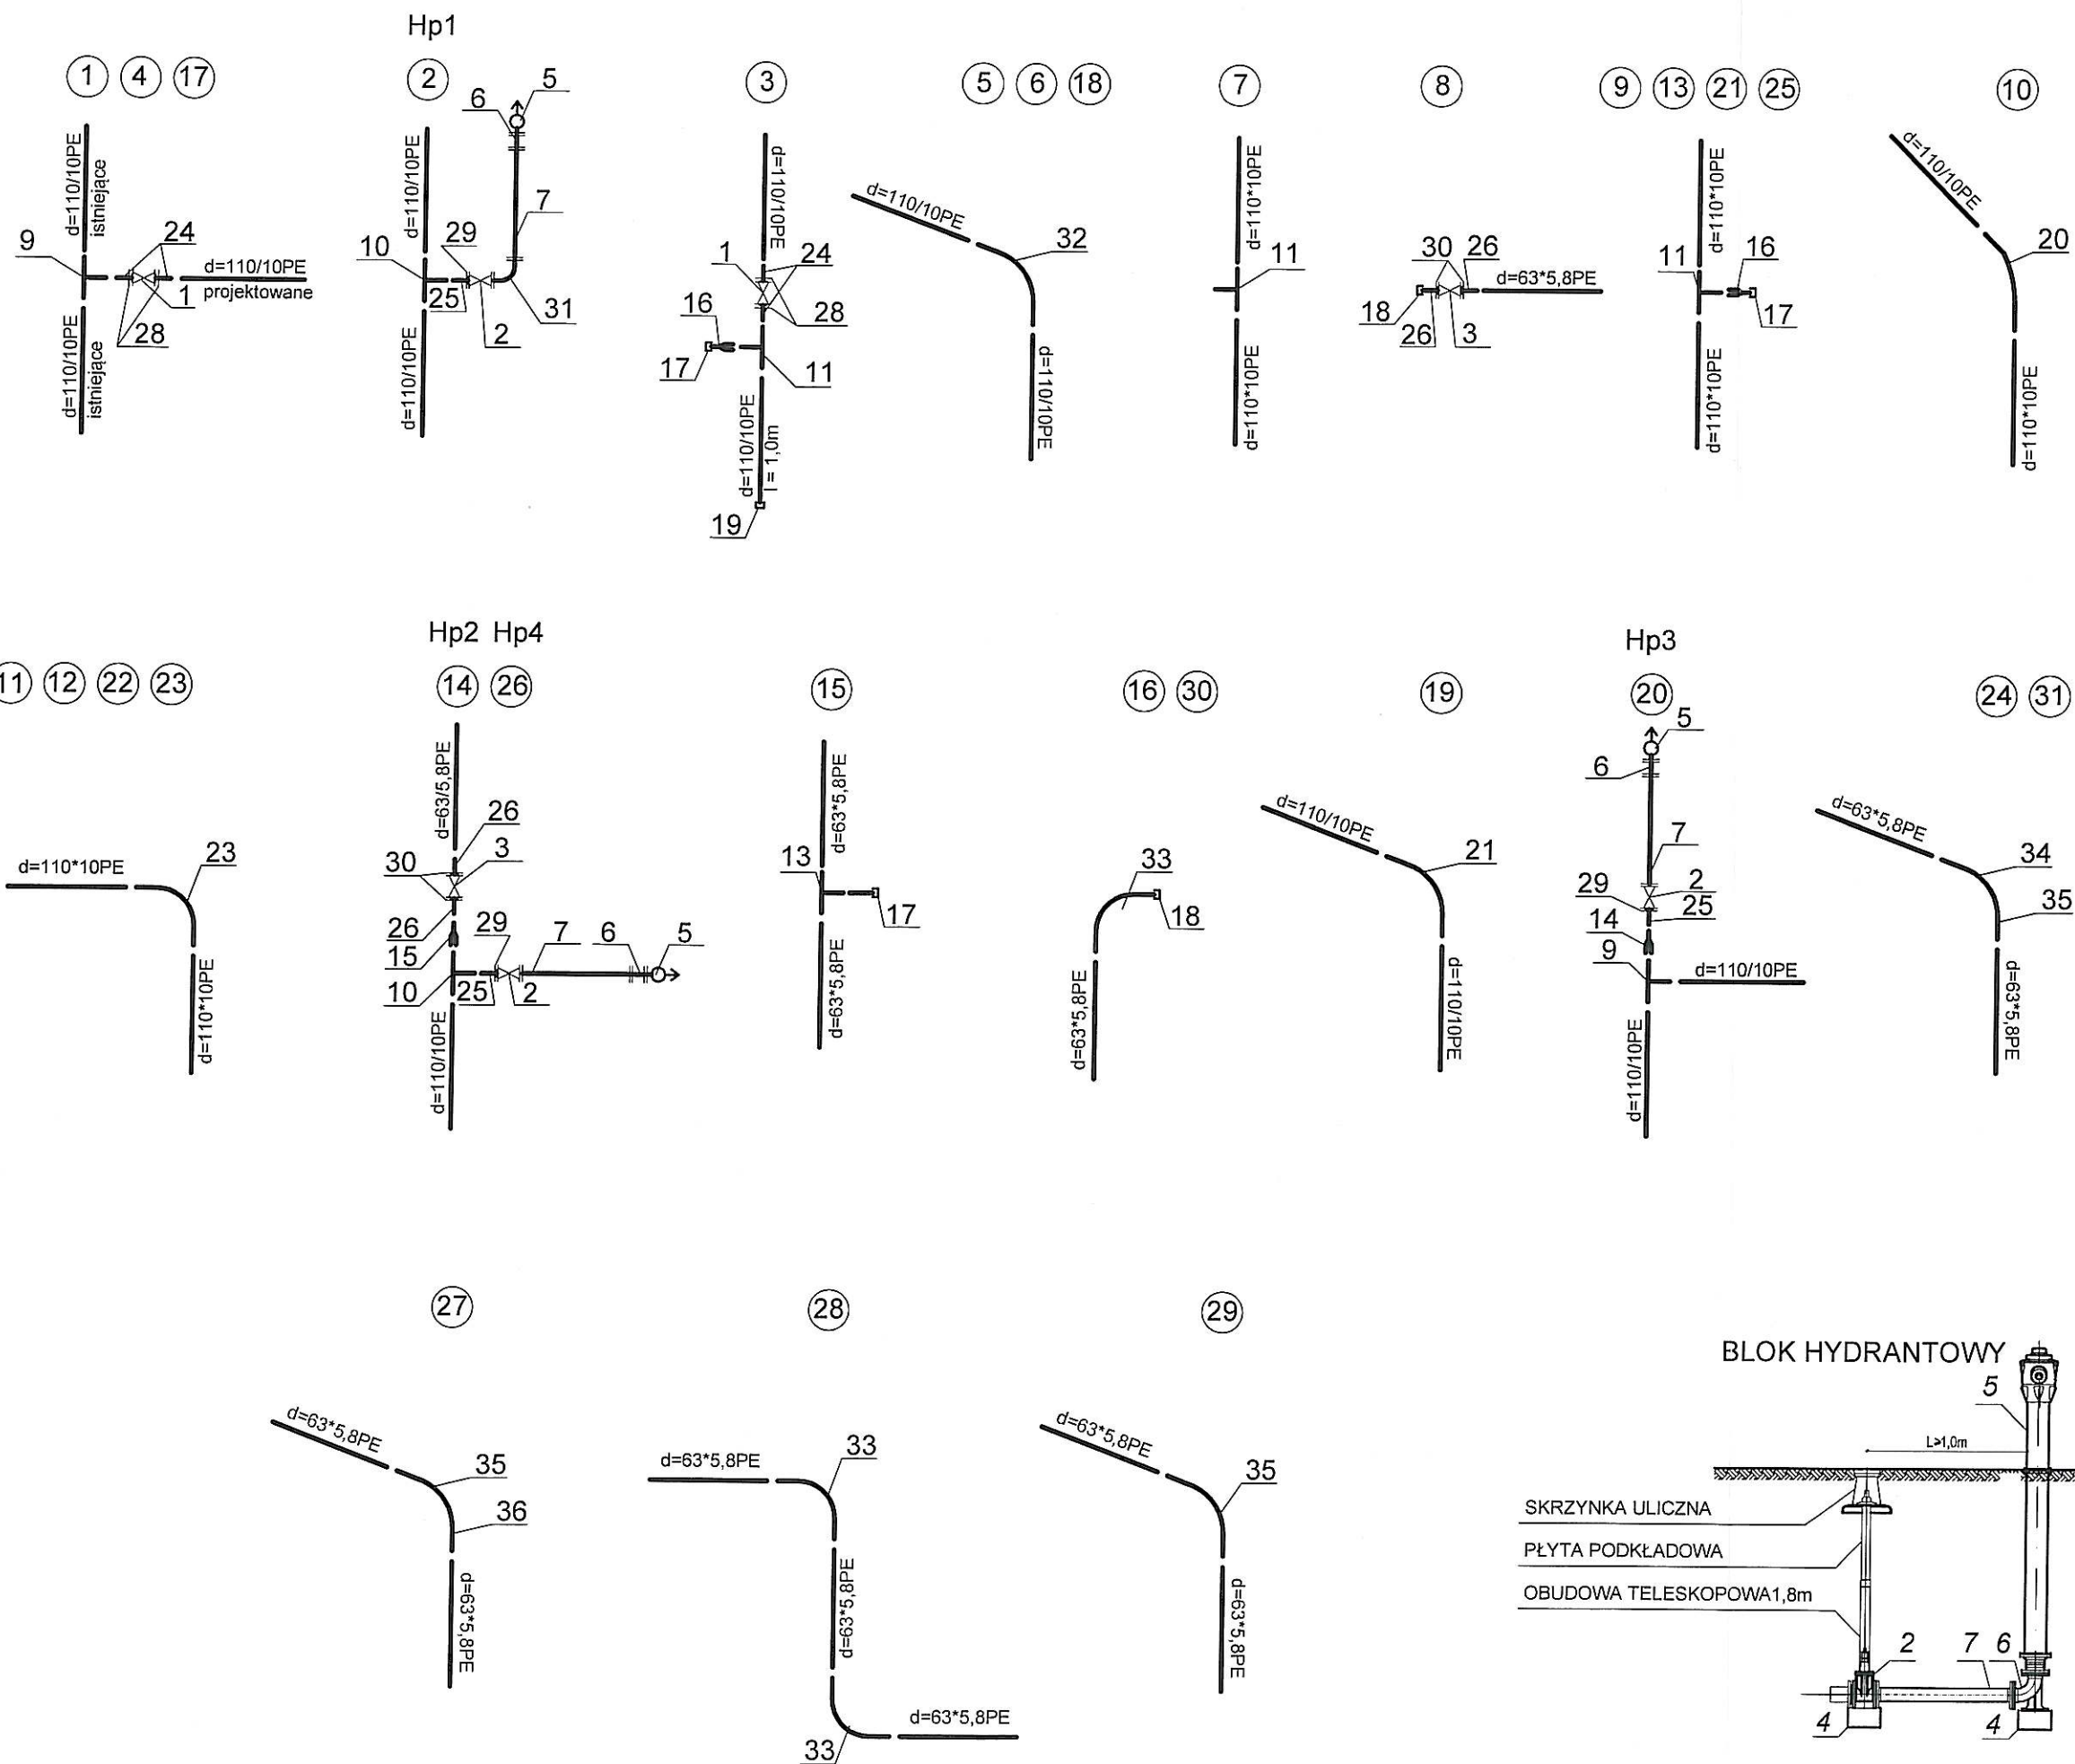 Hp1
1 4 17
2
3
5 6 18
7
8
9 13 21 25
10
d=110/10PE
istniejące
9
24
d=110/10PE
projektowane
1
28
d=110/10PE
istniejące
d=110/10PE
6
5
7
10
29
25
2
31
d=110/10PE
d=110/10PE
1
24
28
16
17
11
d=110/10PE
l = 1,0m
19
d=110/10PE
32
d=110/10PE
d=110*10PE
11
d=110*10PE
30 26
d=63*5,8PE
18
26 3
d=110*10PE
11
16
17
d=110*10PE
d=110/10PE
20
d=110*10PE
Hp2 Hp4
Hp3
11 12 22 23
14 26
15
16 30
19
20
24 31
d=110*10PE
23
d=110*10PE
d=63/5,8PE
26
3
30
26
15
10
29
7
6
5
25
2
d=110/10PE
d=63*5,8PE
13
17
d=63*5,8PE
33
18
d=63*5,8PE
d=110/10PE
21
d=110/10PE
5
6
7
2
29
25
14
9
d=110/10PE
d=110/10PE
d=63*5,8PE
34
35
d=63*5,8PE
27
28
29
d=63*5,8PE
35
36
d=63*5,8PE
d=63*5,8PE
33
d=63*5,8PE
33
d=63*5,8PE
d=63*5,8PE
35
d=63*5,8PE
BLOK HYDRANTOWY
5
L≥1,0m
SKRZYNKA ULICZNA
PŁYTA PODKŁADOWA
OBUDOWA TELESKOPOWA1,8m
2
7 6
4
4